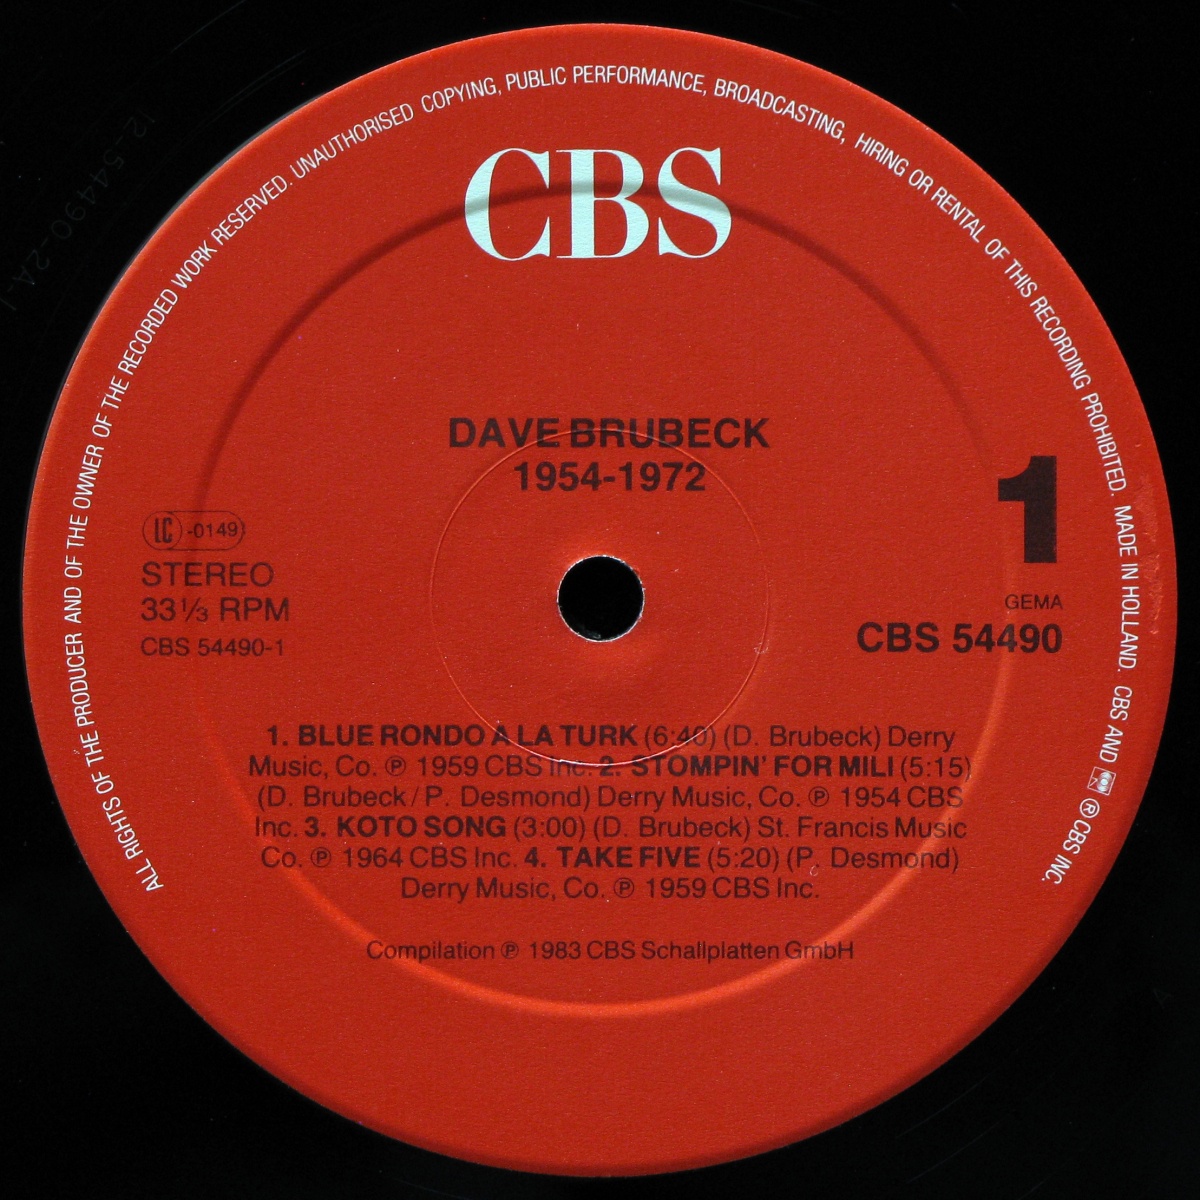 ALL RIGHTS OF THE PRODUCER AND OF THE OWNER OF THE RECORDED WORK RESERVED. UNAUTHORISED COPYING, PUBLIC PERFORMANCE, BROADCASTING, HIRING OR RENTAL OF THIS RECORDING PROHIBITED. MADE IN HOLLAND. CBS AND ® CBS INC.
CBS
DAVE BRUBECK
1954-1972
1
LC -0149
STEREO
33⅓ RPM
CBS 54490-1
GEMA
CBS 54490
1. BLUE RONDO A LA TURK (6:40) (D. Brubeck) Derry
Music, Co. ℗ 1959 CBS Inc. 2. STOMPIN' FOR MILI (5:15)
(D. Brubeck / P. Desmond) Derry Music, Co. ℗ 1954 CBS
Inc. 3. KOTO SONG (3:00) (D. Brubeck) St. Francis Music
Co. ℗ 1964 CBS Inc. 4. TAKE FIVE (5:20) (P. Desmond)
Derry Music, Co. ℗ 1959 CBS Inc.
Compilation ℗ 1983 CBS Schallplatten GmbH